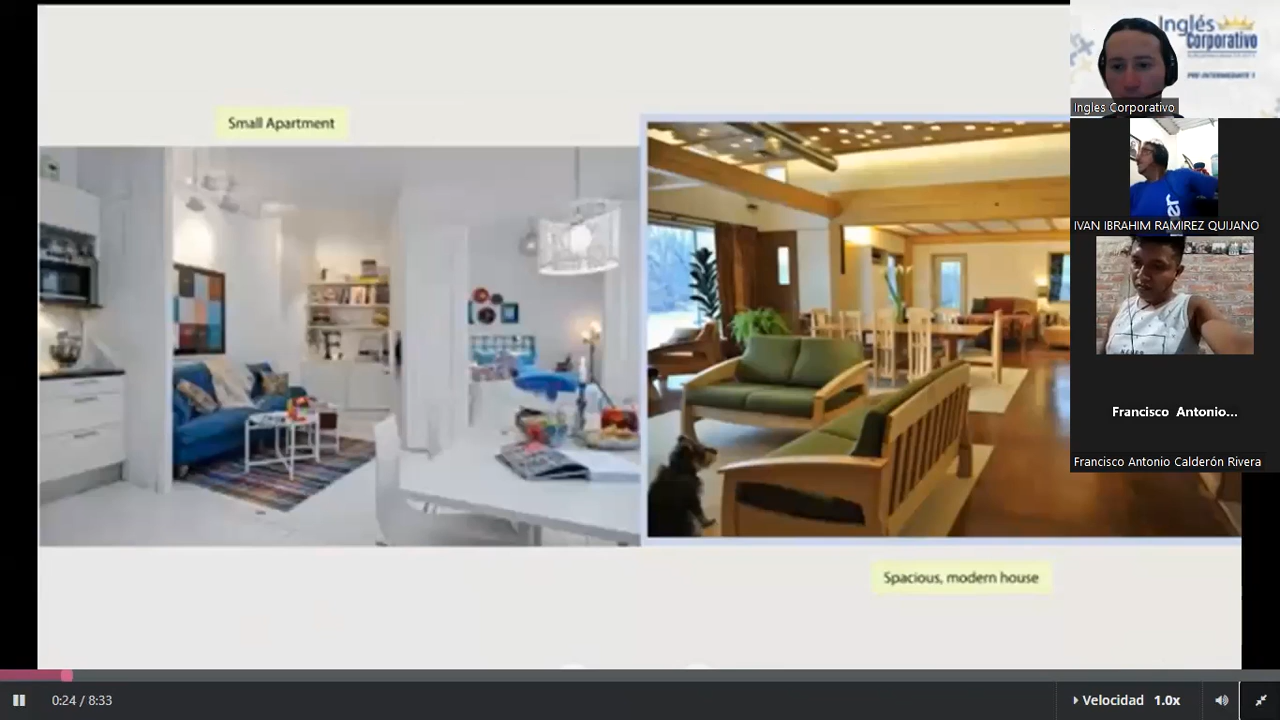 Small Apartment
Spacious, modern house
Inglés
Corporativo
PRE-INTERMEDIATE 1
Ingles Corporativo
IVAN IBRAHIM RAMIREZ QUIJANO
Francisco Antonio...
Francisco Antonio Calderón Rivera
0:24 / 8:33
Velocidad 1.0x